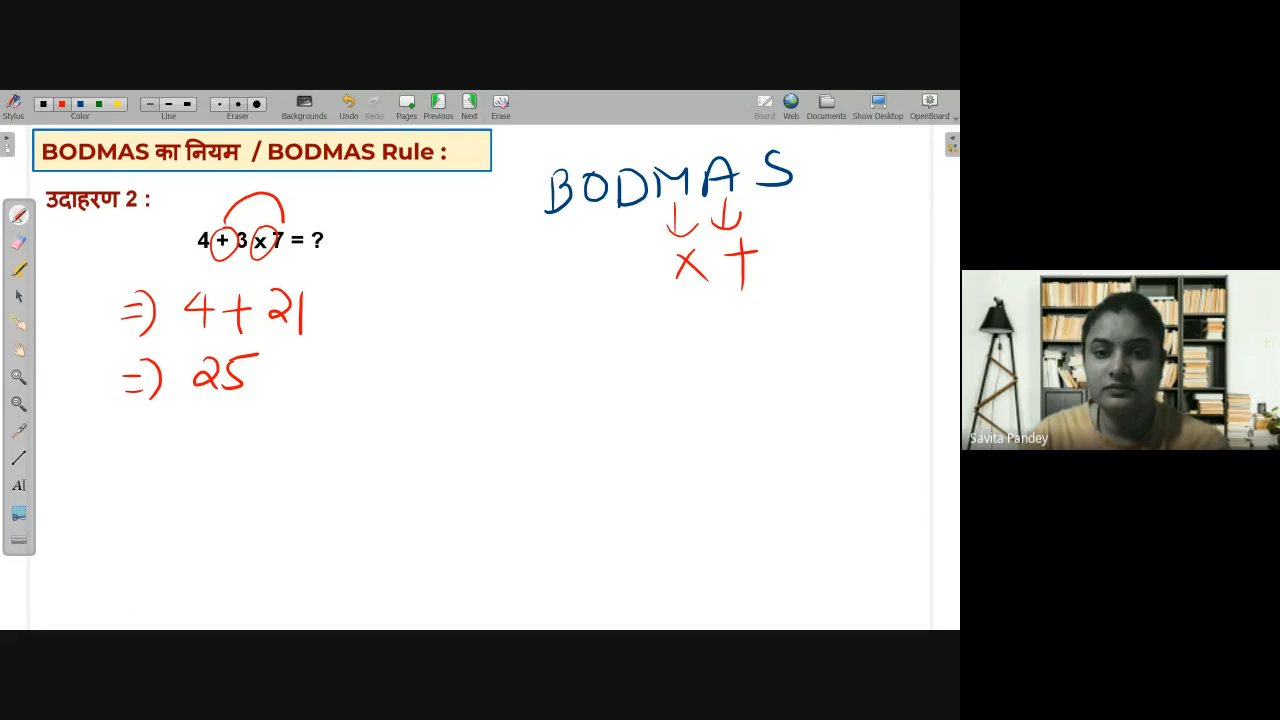 Stylus Color Line Eraser Backgrounds Undo Redo Pages Previous Next Erase Board Web Documents Show Desktop OpenBoard
BODMAS का नियम / BODMAS Rule :
उदाहरण 2 :
4 + 3 x 7 = ?
=) 4 + 21
=) 25
BODMAS
x +
Savita Pandey